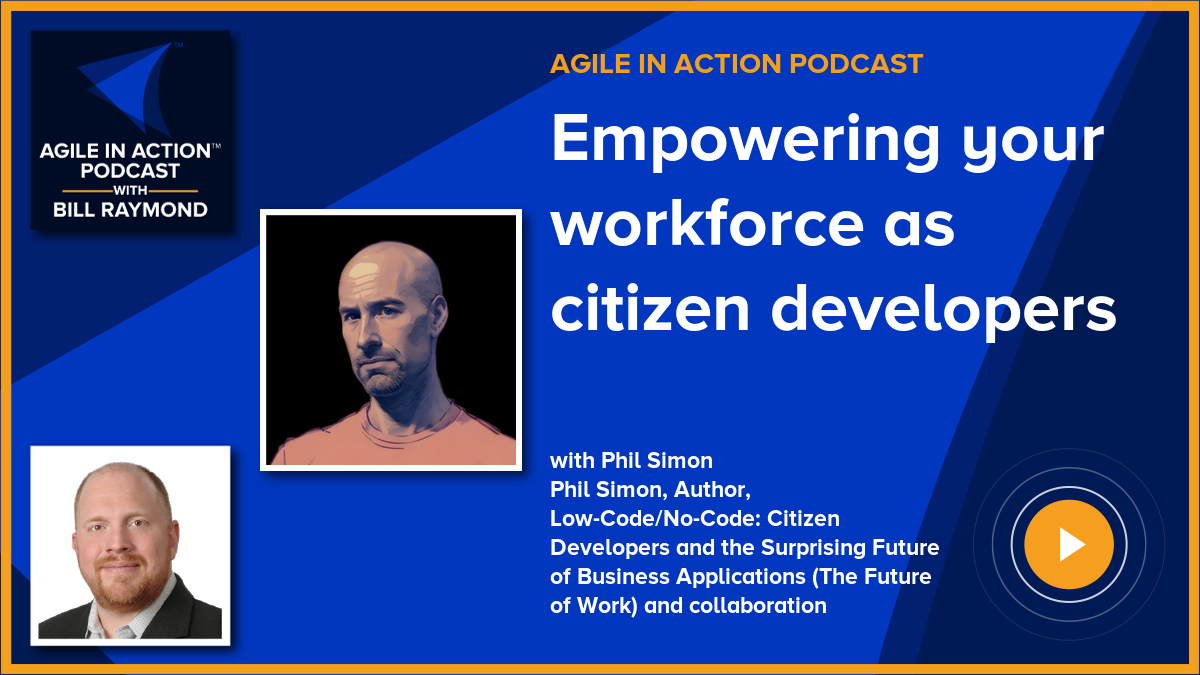 ™
AGILE IN ACTION™
PODCAST
WITH
BILL RAYMOND
AGILE IN ACTION PODCAST
Empowering your
workforce as
citizen developers
with Phil Simon
Phil Simon, Author,
Low-Code/No-Code: Citizen
Developers and the Surprising Future
of Business Applications (The Future
of Work) and collaboration